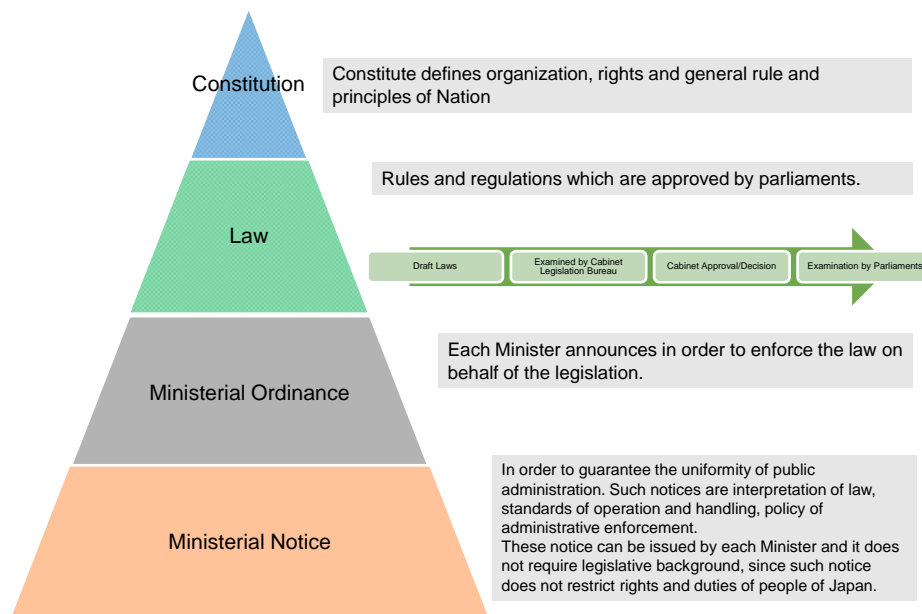 Constitution
Constitute defines organization, rights and general rule and
principles of Nation
Rules and regulations which are approved by parliaments.
Law
Draft Laws
Examined by Cabinet
Legislation Bureau
Cabinet Approval/Decision
Examination by Parliaments
Each Minister announces in order to enforce the law on
behalf of the legislation.
Ministerial Ordinance
In order to guarantee the uniformity of public
administration. Such notices are interpretation of law,
standards of operation and handling, policy of
administrative enforcement.
These notice can be issued by each Minister and it does
not require legislative background, since such notice
does not restrict rights and duties of people of Japan.
Ministerial Notice